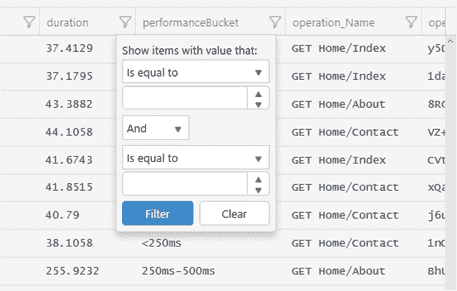 duration performanceBucket operation_Name ope
37.4129 GET Home/Index y5D
Show items with value that:
37.1795 Is equal to GET Home/Index 1da
43.3882 GET Home/About 8R
44.1058 And GET Home/Contact VZ+
41.6743 Is equal to GET Home/Index CVt
41.8515 GET Home/Contact xQa
40.79 GET Home/Contact j6u
Filter Clear
38.1058 <250ms GET Home/Contact 1n
255.9232 250ms-500ms GET Home/About BhU